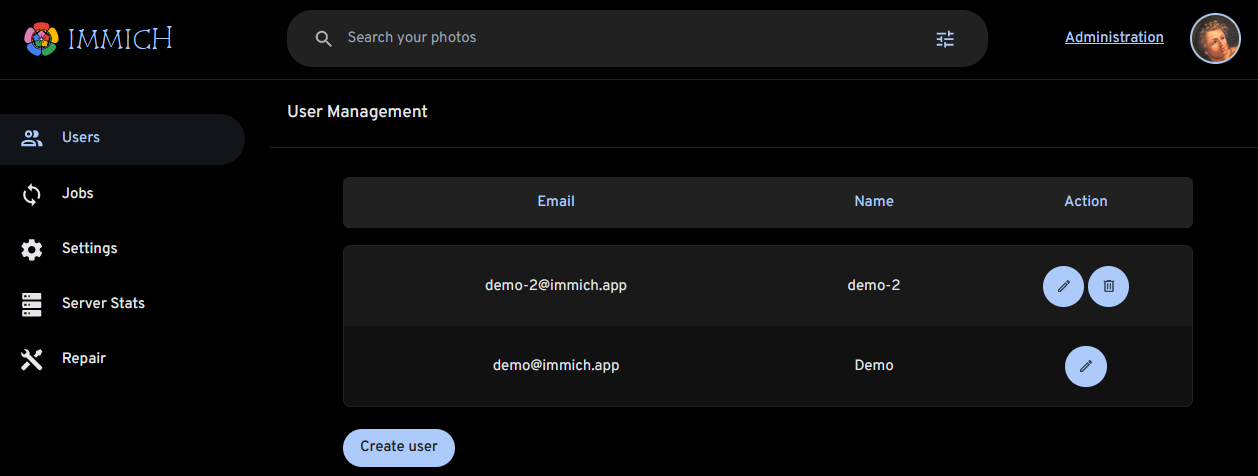 IMMICH
Search your photos
Administration
Users
Jobs
Settings
Server Stats
Repair
User Management
Email Name Action
demo-2@immich.app demo-2
demo@immich.app Demo
Create user